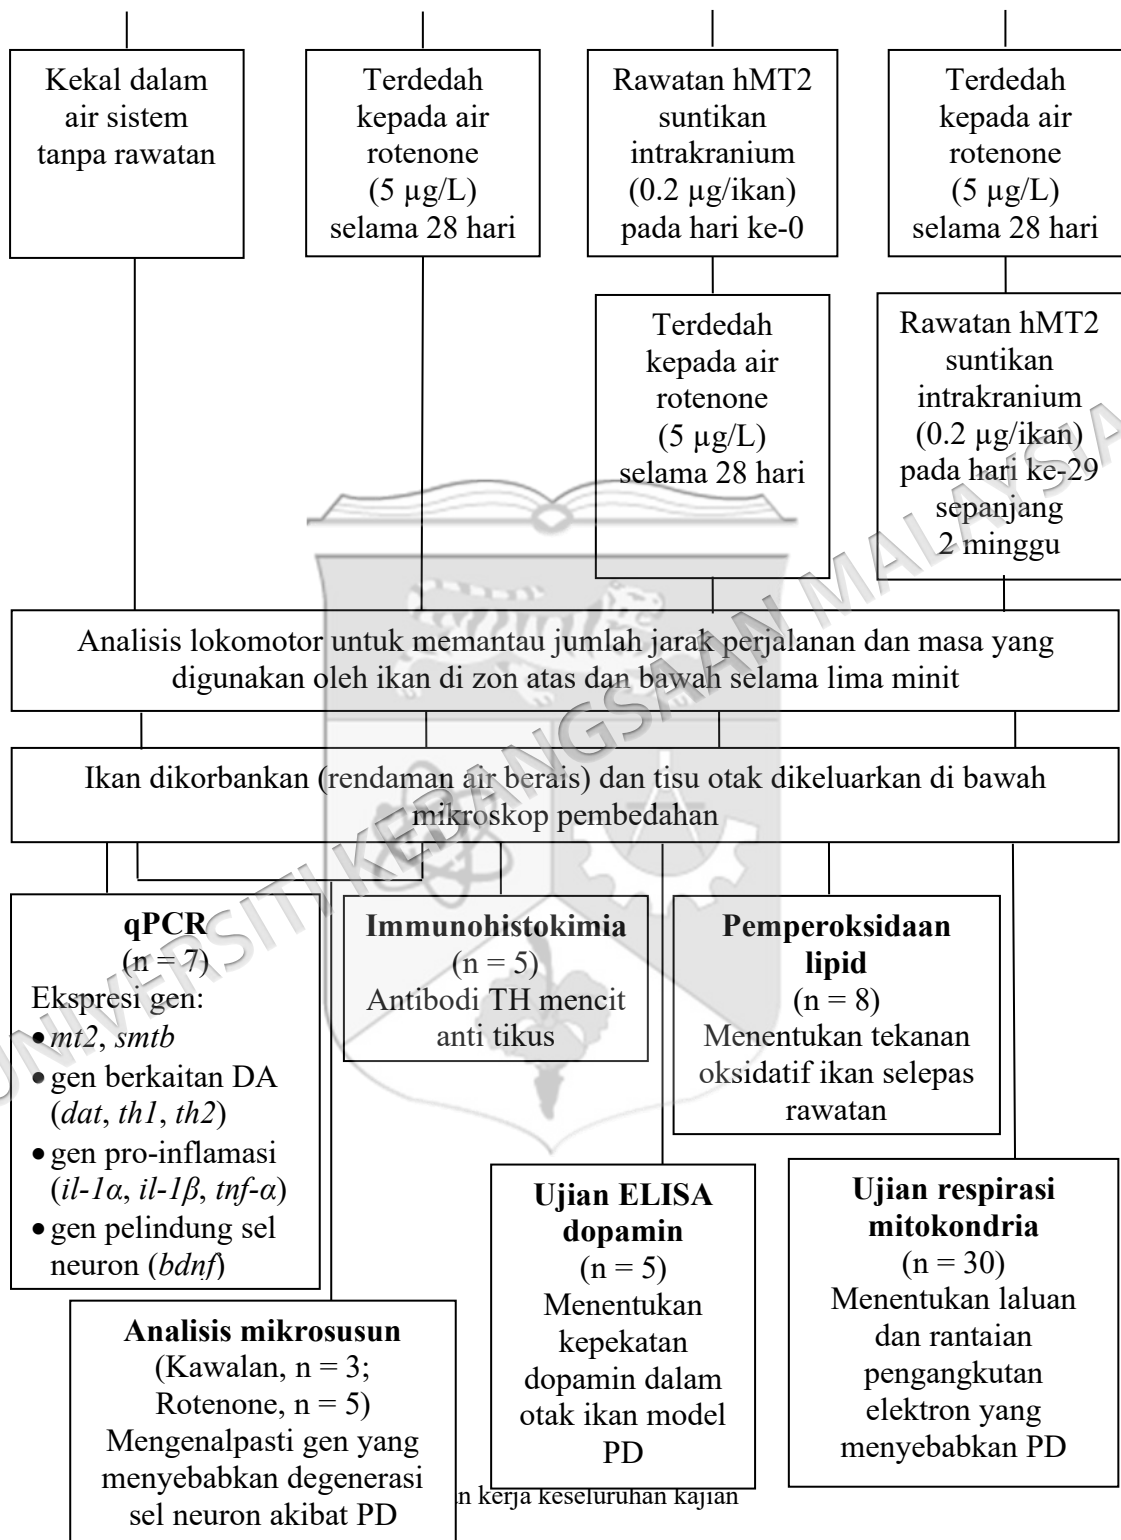 Kekal dalam
air sistem
tanpa rawatan
Terdedah
kepada air
rotenone
(5 µg/L)
selama 28 hari
Rawatan hMT2
suntikan
intrakranium
(0.2 µg/ikan)
pada hari ke-0
Terdedah
kepada air
rotenone
(5 µg/L)
selama 28 hari
Terdedah
kepada air
rotenone
(5 µg/L)
selama 28 hari
Rawatan hMT2
suntikan
intrakranium
(0.2 µg/ikan)
pada hari ke-29
sepanjang
2 minggu
Analisis lokomotor untuk memantau jumlah jarak perjalanan dan masa yang
digunakan oleh ikan di zon atas dan bawah selama lima minit
Ikan dikorbankan (rendaman air berais) dan tisu otak dikeluarkan di bawah
mikroskop pembedahan
qPCR
(n = 7)
Ekspresi gen:
• mt2, smtb
• gen berkaitan DA
(dat, th1, th2)
• gen pro-inflamasi
(il-1α, il-1β, tnf-α)
• gen pelindung sel
neuron (bdnf)
Immunohistokimia
(n = 5)
Antibodi TH mencit
anti tikus
Pemperoksidaan
lipid
(n = 8)
Menentukan tekanan
oksidatif ikan selepas
rawatan
Analisis mikrosusun
(Kawalan, n = 3;
Rotenone, n = 5)
Mengenalpasti gen yang
menyebabkan degenerasi
sel neuron akibat PD
Ujian ELISA
dopamin
(n = 5)
Menentukan
kepekatan
dopamin dalam
otak ikan model
PD
Ujian respirasi
mitokondria
(n = 30)
Menentukan laluan
dan rantaian
pengangkutan
elektron yang
menyebabkan PD
kerja keseluruhan kajian
UNIVERSITI KEBANGSAAN MALAYSIA